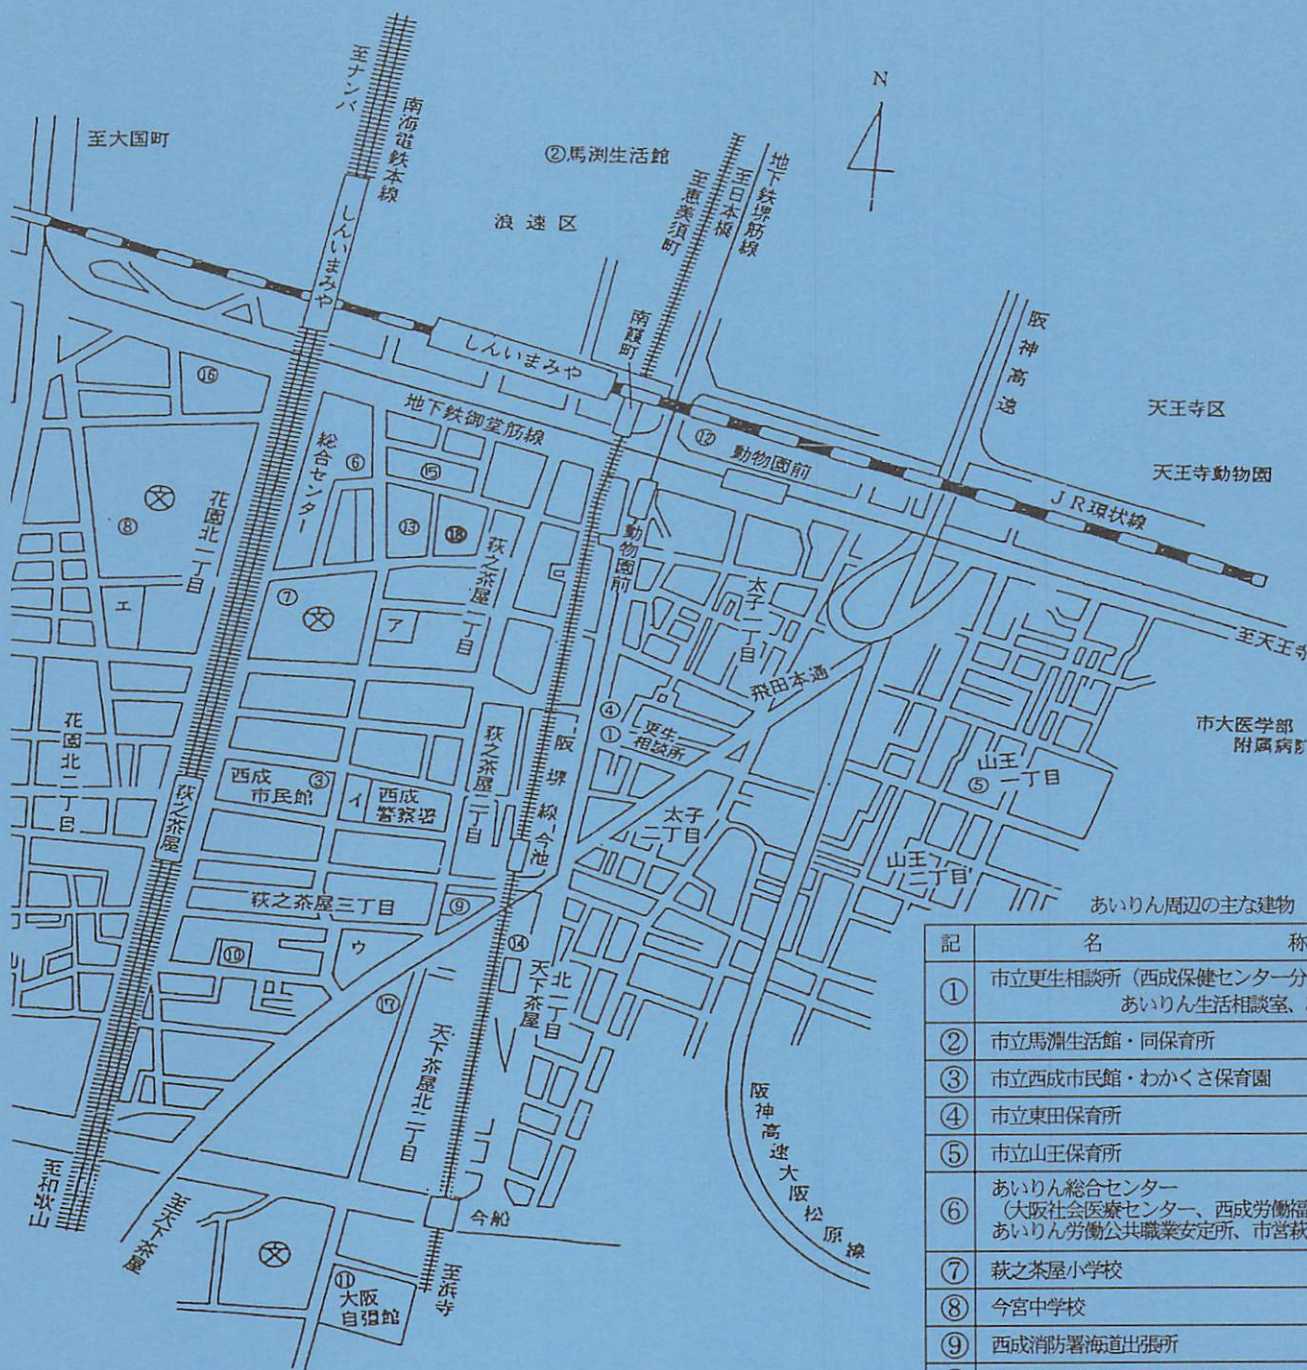 至ナンバ
南海電鉄本線
至大国町
②馬渕生活館
浪速区
N
地下鉄堺筋線
至日本橋
至恵美須町
しんいまみや
南霞町
しんいまみや
阪神高速
天王寺区
天王寺動物園
JR環状線
至天王寺
⑯
地下鉄御堂筋線
⑫
動物園前
総合センター
⑥
⑮
⑬
⑱
⑧
文
花園北一丁目
萩之茶屋一丁目
動物園前
太子一丁目
エ
⑦
文
ア
飛田本通
④
①
更生
相談所
市大医学部
附属病院
花園北二丁目
萩之茶屋二丁目
阪堺線
山王
一丁目
⑤
西成
市民館
③
イ
西成
警察署
萩之茶屋
今池
太子
二丁目
山王
二丁目
萩之茶屋三丁目
⑨
⑩
ウ
⑭
⑰
天下茶屋
北一丁目
天下茶屋北二丁目
阪神高速大阪松原線
至和歌山
至天下茶屋
今船
文
至浜寺
⑪
大阪
自彊館
あいりん周辺の主な建物
記 名 称
① 市立更生相談所（西成保健センター分
あいりん生活相談室、
② 市立馬淵生活館・同保育所
③ 市立西成市民館・わかくさ保育園
④ 市立東田保育所
⑤ 市立山王保育所
⑥ あいりん総合センター
（大阪社会医療センター、西成労働福
あいりん労働公共職業安定所、市営萩
⑦ 萩之茶屋小学校
⑧ 今宮中学校
⑨ 西成消防署海道出張所